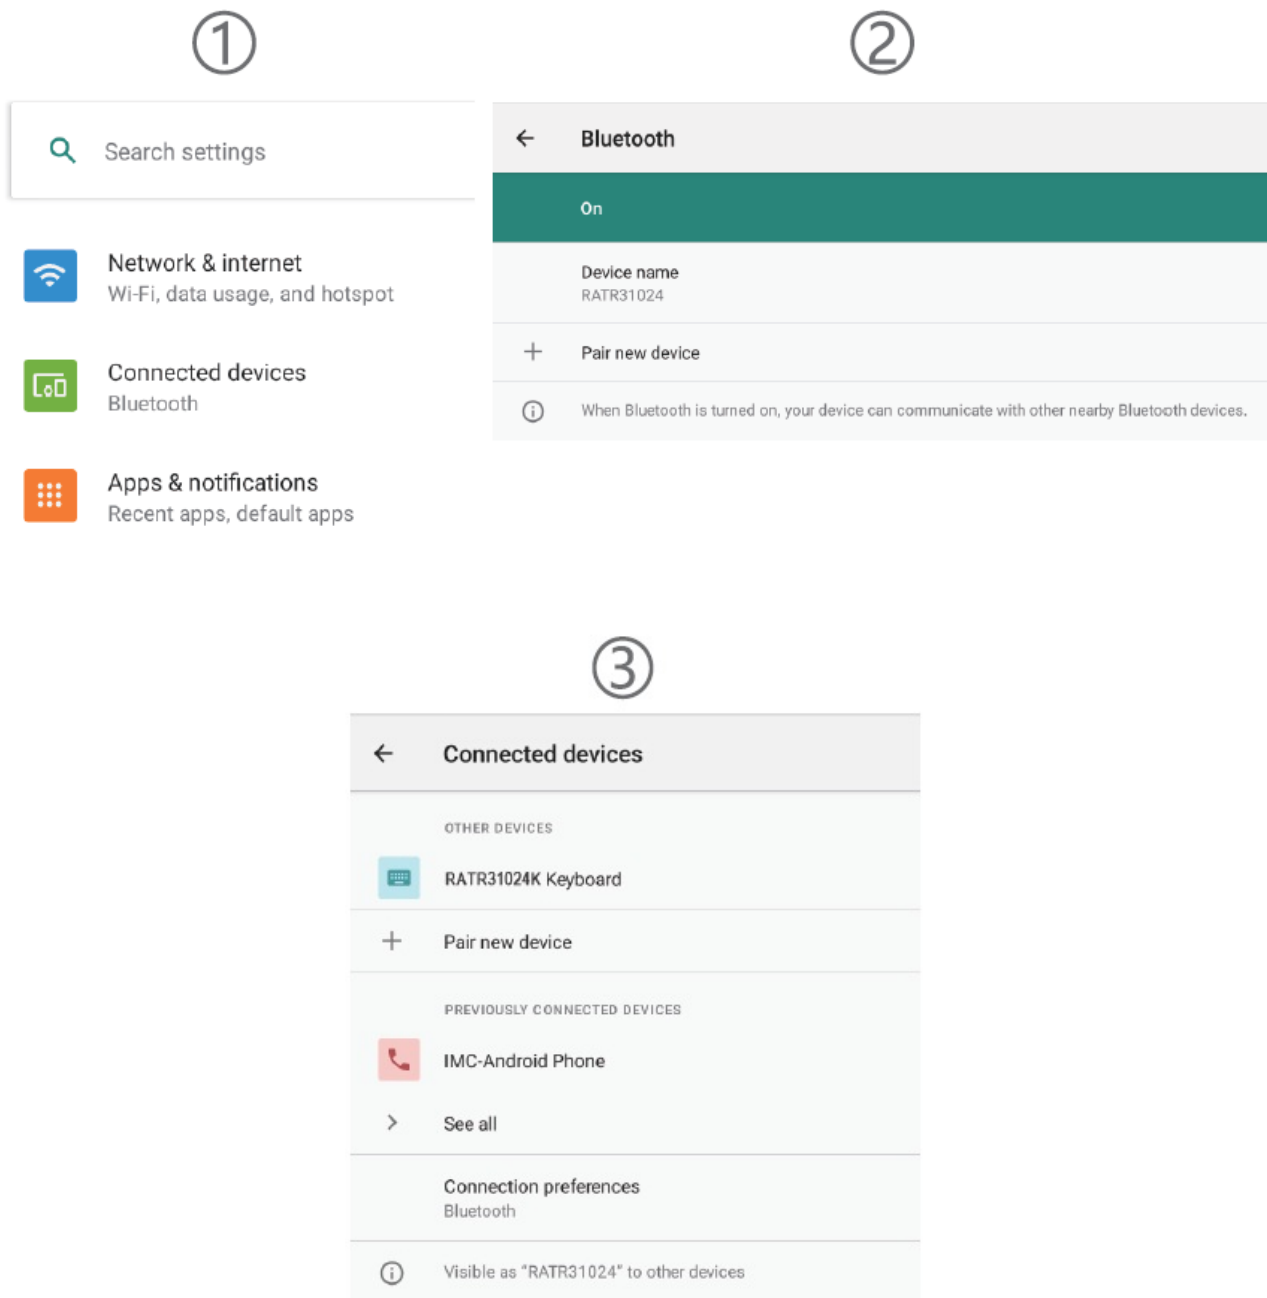 ①
②
Search settings
Network & internet
Wi-Fi, data usage, and hotspot
Connected devices
Bluetooth
Apps & notifications
Recent apps, default apps
Bluetooth
On
Device name
RATR31024
Pair new device
When Bluetooth is turned on, your device can communicate with other nearby Bluetooth devices.
③
Connected devices
OTHER DEVICES
RATR31024K Keyboard
Pair new device
PREVIOUSLY CONNECTED DEVICES
IMC-Android Phone
See all
Connection preferences
Bluetooth
Visible as “RATR31024” to other devices